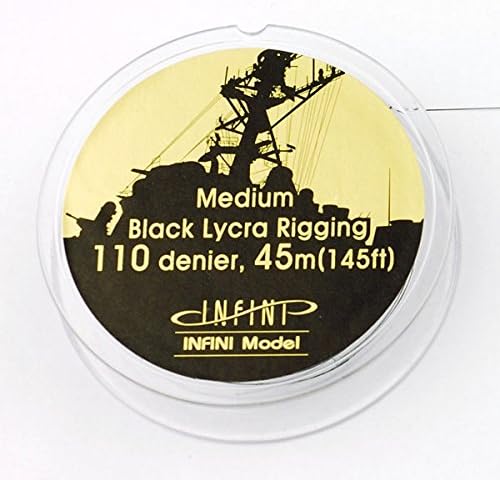 Medium
Black Lycra Rigging
110 denier, 45m(145ft)
INFINI
INFINI Model